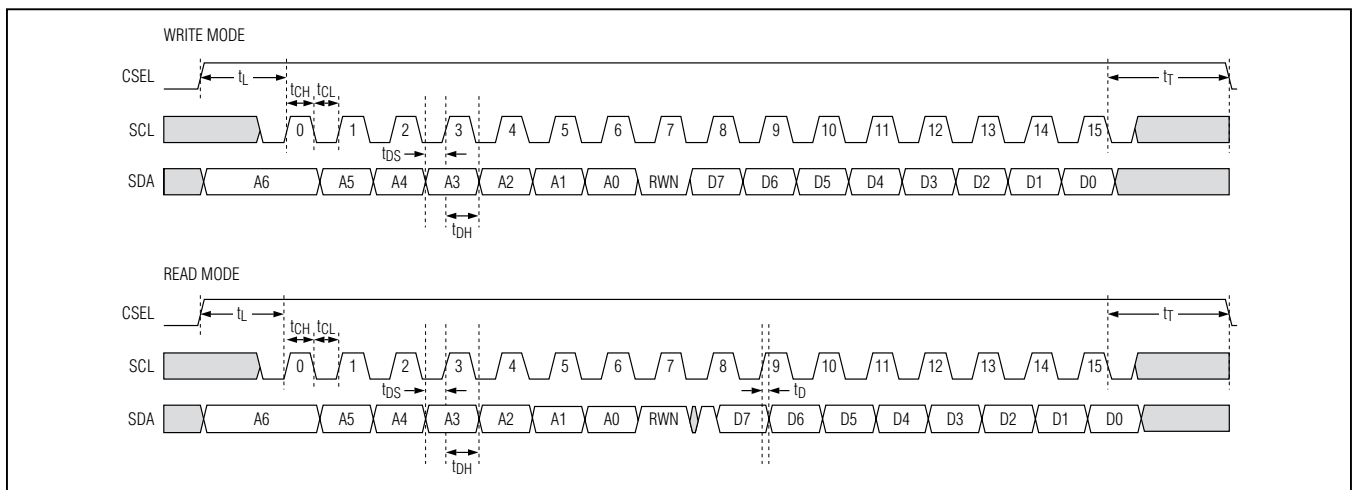 WRITE MODE
CSEL tL tT
tCH tCL
SCL 0 1 2 3 4 5 6 7 8 9 10 11 12 13 14 15
tDS
SDA A6 A5 A4 A3 A2 A1 A0 RWN D7 D6 D5 D4 D3 D2 D1 D0
tDH
READ MODE
CSEL tL tT
tCH tCL
SCL 0 1 2 3 4 5 6 7 8 9 10 11 12 13 14 15
tDS tD
SDA A6 A5 A4 A3 A2 A1 A0 RWN D7 D6 D5 D4 D3 D2 D1 D0
tDH